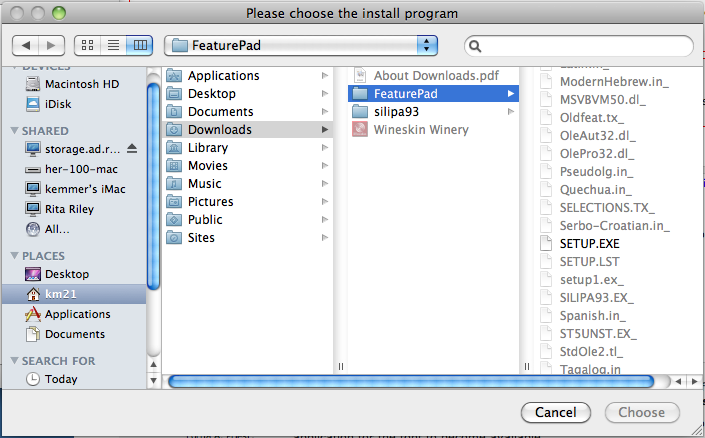 Please choose the install program
FeaturePad
DEVICES
Macintosh HD
iDisk
SHARED
storage.ad.r...
her-100-mac
kemmer's iMac
Rita Riley
All...
PLACES
Desktop
km21
Applications
Documents
SEARCH FOR
Today
Applications
Desktop
Documents
Downloads
Library
Movies
Music
Pictures
Public
Sites
About Downloads.pdf
FeaturePad
silipa93
Wineskin Winery
ModernHebrew.in_
MSVBVM50.dl_
Oldfeat.tx_
OleAut32.dl_
OlePro32.dl_
Pseudolg.in_
Quechua.in_
SELECTIONS.TX_
Serbo-Croatian.in_
SETUP.EXE
SETUP.LST
setup1.ex_
SILIPA93.EX_
Spanish.in_
ST5UNST.EX_
StdOle2.tl_
Tagalog.in_
Cancel
Choose